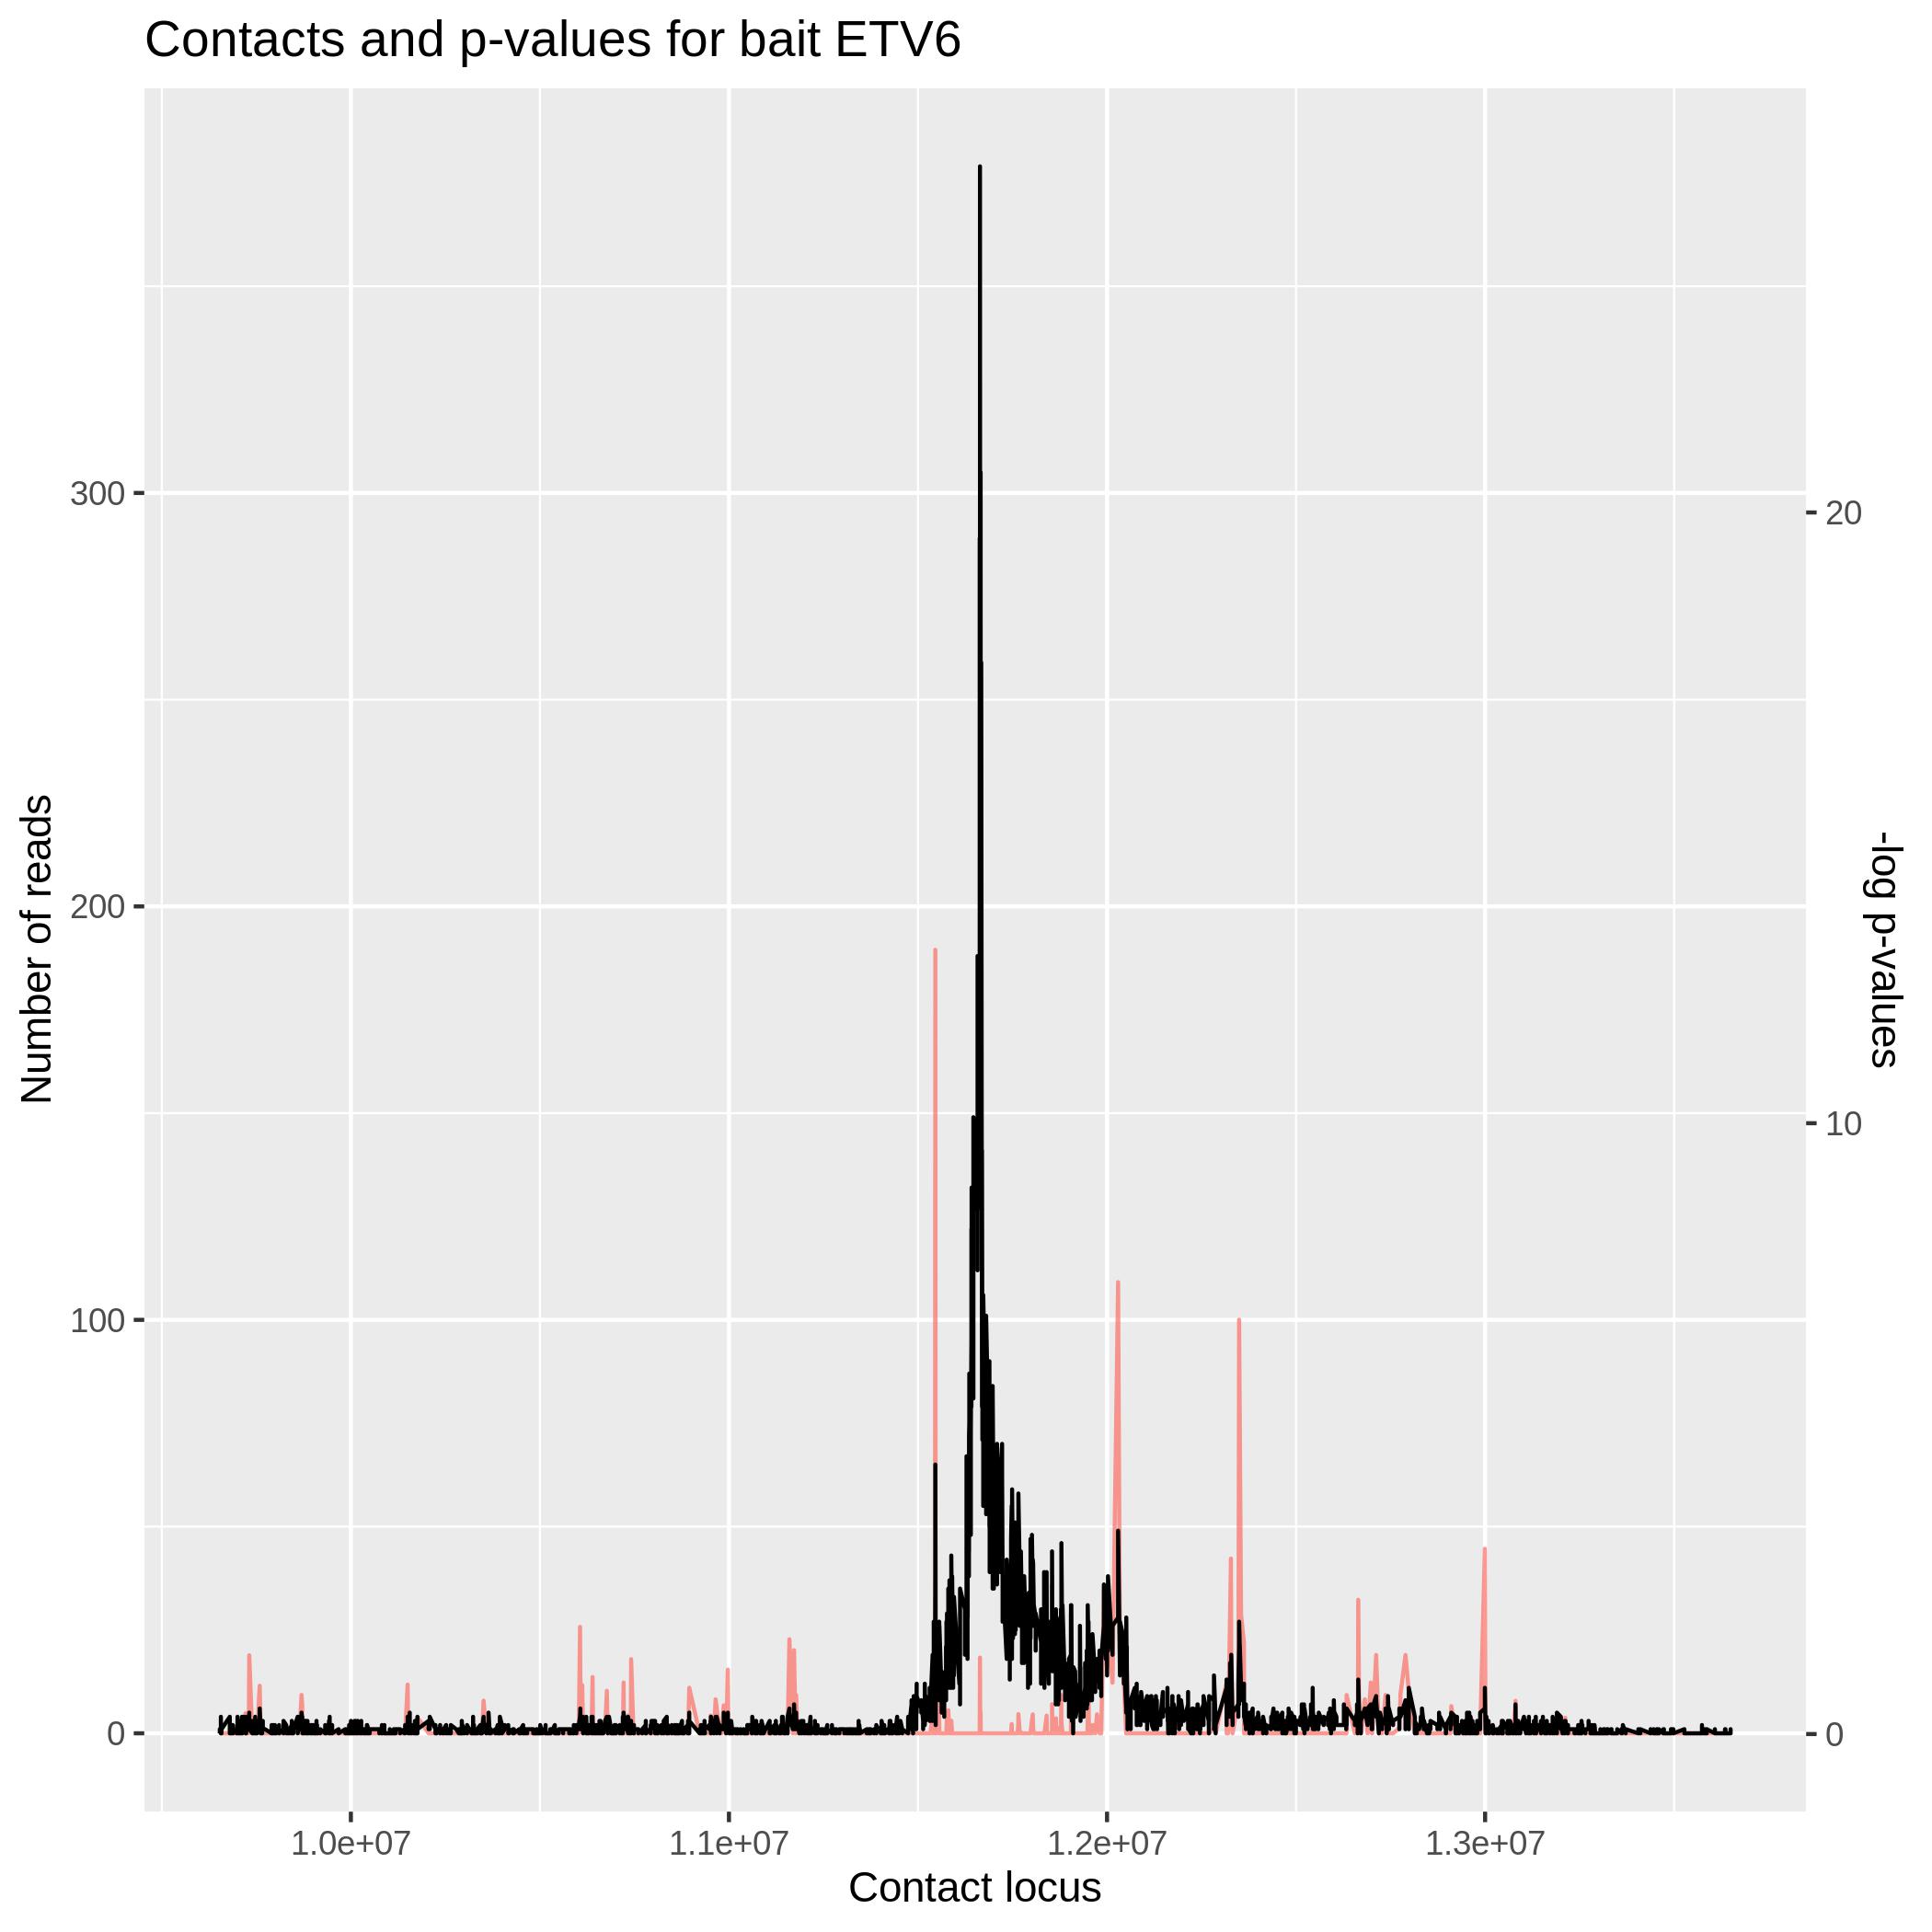 Contacts and p-values for bait ETV6
Number of reads
300
200
100
0
20
10
0
-log p-values
1.0e+07
1.1e+07
1.2e+07
1.3e+07
Contact locus